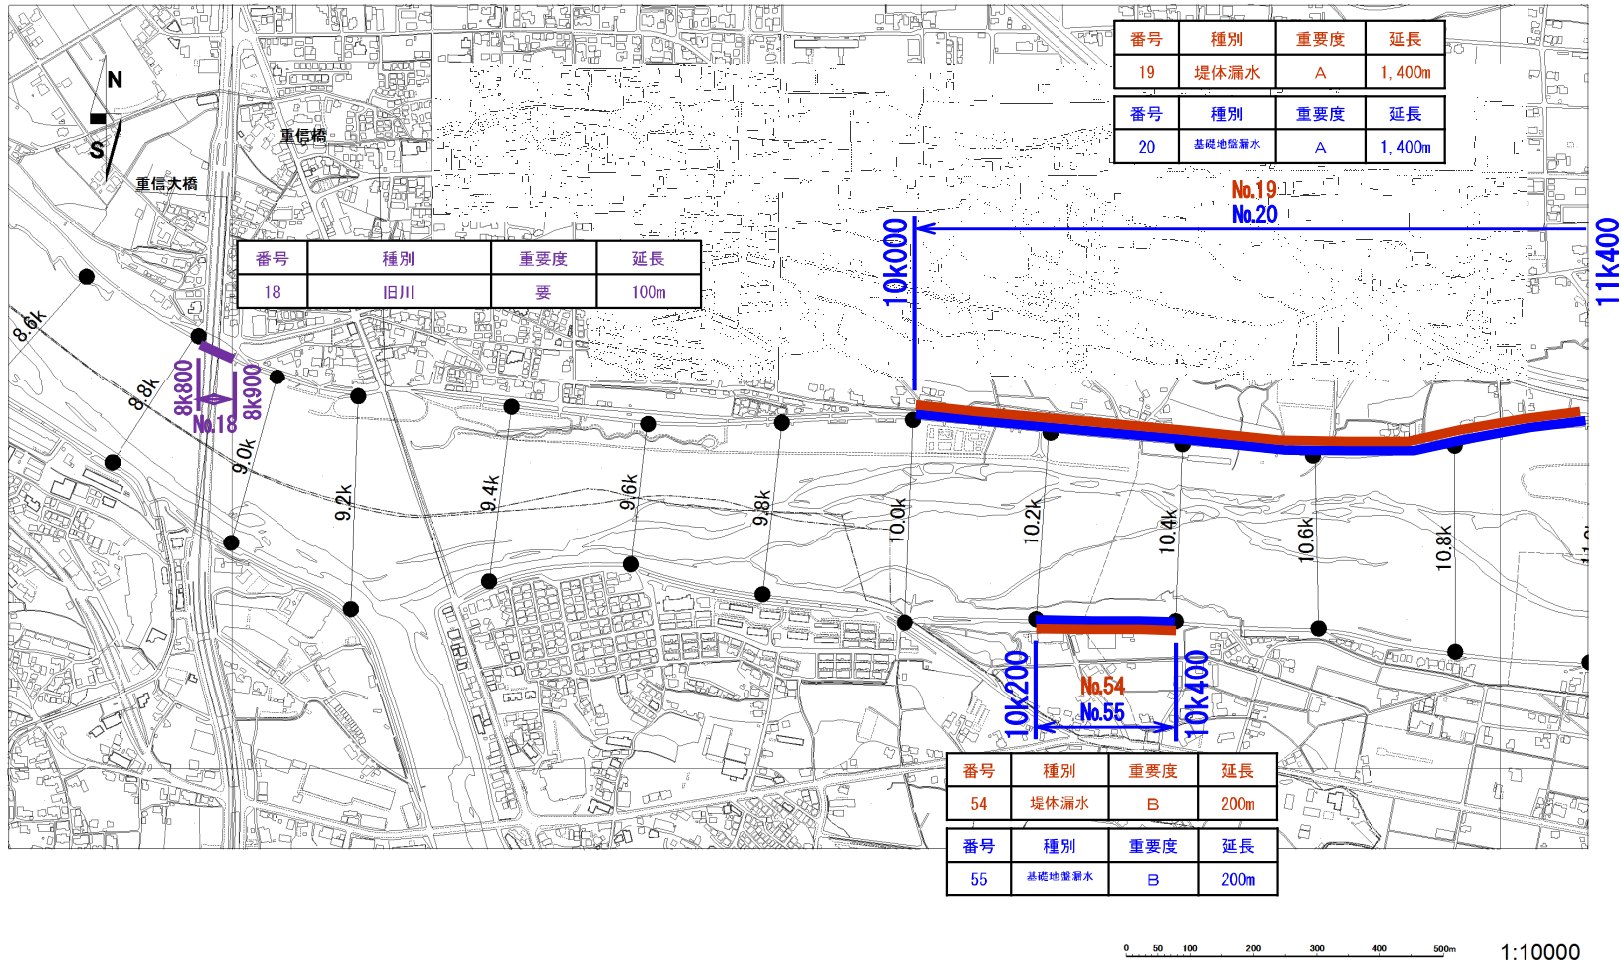 番号 種別 重要度 延長
19 堤体漏水 A 1,400m
番号 種別 重要度 延長
20 基礎地盤漏水 A 1,400m
N
S
重信橋
重信大橋
No.19
No.20
10k000
11k400
番号 種別 重要度 延長
18 旧川 要 100m
8.6k
8.8k
8k800
8k900
No.18
9.0k
9.2k
9.4k
9.6k
9.8k
10.0k
10.2k
10.4k
10.6k
10.8k
10k200
No.54
No.55
10k400
番号 種別 重要度 延長
54 堤体漏水 B 200m
番号 種別 重要度 延長
55 基礎地盤漏水 B 200m
0 50 100 200 300 400 500m
1:10000